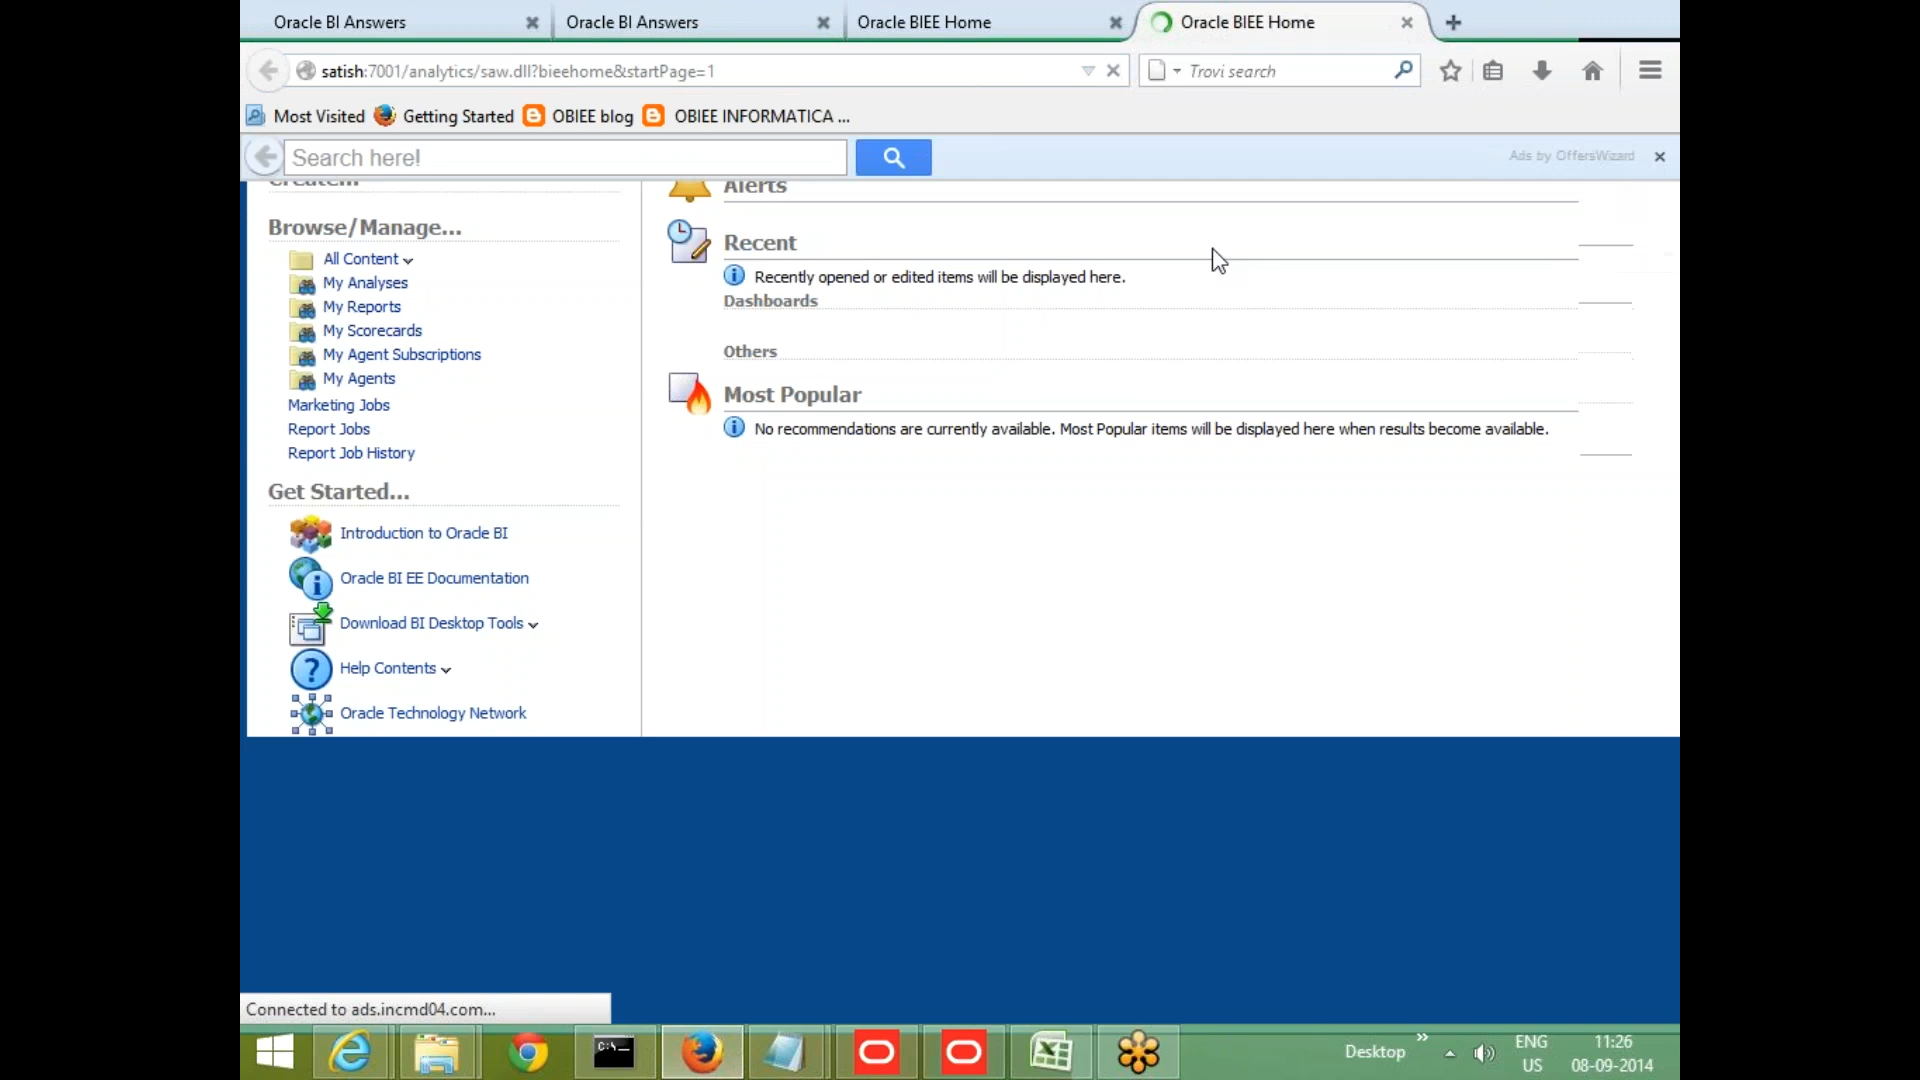 Oracle BI Answers
Oracle BI Answers
Oracle BIEE Home
Oracle BIEE Home
satish:7001/analytics/saw.dll?bieehome&startPage=1
Trovi search
Most Visited
Getting Started
OBIEE blog
OBIEE INFORMATICA ...
Search here!
Ads by OffersWizard
Create...
Browse/Manage...
All Content
My Analyses
My Reports
My Scorecards
My Agent Subscriptions
My Agents
Marketing Jobs
Report Jobs
Report Job History
Get Started...
Introduction to Oracle BI
Oracle BI EE Documentation
Download BI Desktop Tools
Help Contents
Oracle Technology Network
Alerts
Recent
Recently opened or edited items will be displayed here.
Dashboards
Others
Most Popular
No recommendations are currently available. Most Popular items will be displayed here when results become available.
Connected to ads.incmd04.com...
C:\_
Desktop
ENG
US
11:26
08-09-2014